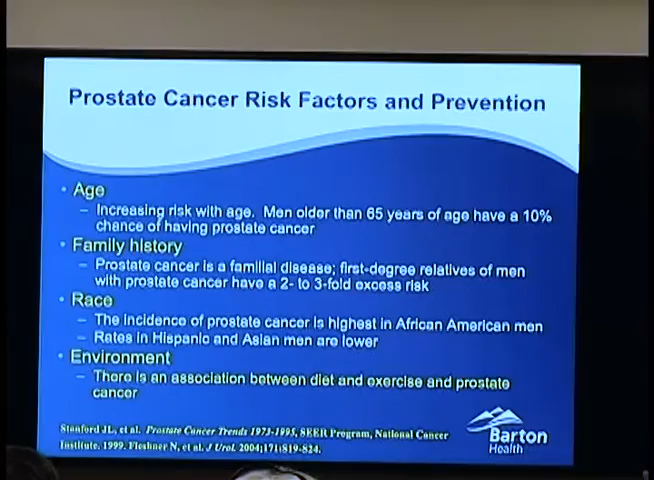 Prostate Cancer Risk Factors and Prevention
• Age
– Increasing risk with age. Men older than 65 years of age have a 10%
chance of having prostate cancer
• Family history
– Prostate cancer is a familial disease; first-degree relatives of men
with prostate cancer have a 2- to 3-fold excess risk
• Race
– The incidence of prostate cancer is highest in African American men
– Rates in Hispanic and Asian men are lower
• Environment
– There is an association between diet and exercise and prostate
cancer
Stanford JL, et al. Prostate Cancer Trends 1973-1995, SEER Program, National Cancer
Institute. 1999. Fleshner N, et al. J Urol. 2004;171:S19-S24.
Barton
Health